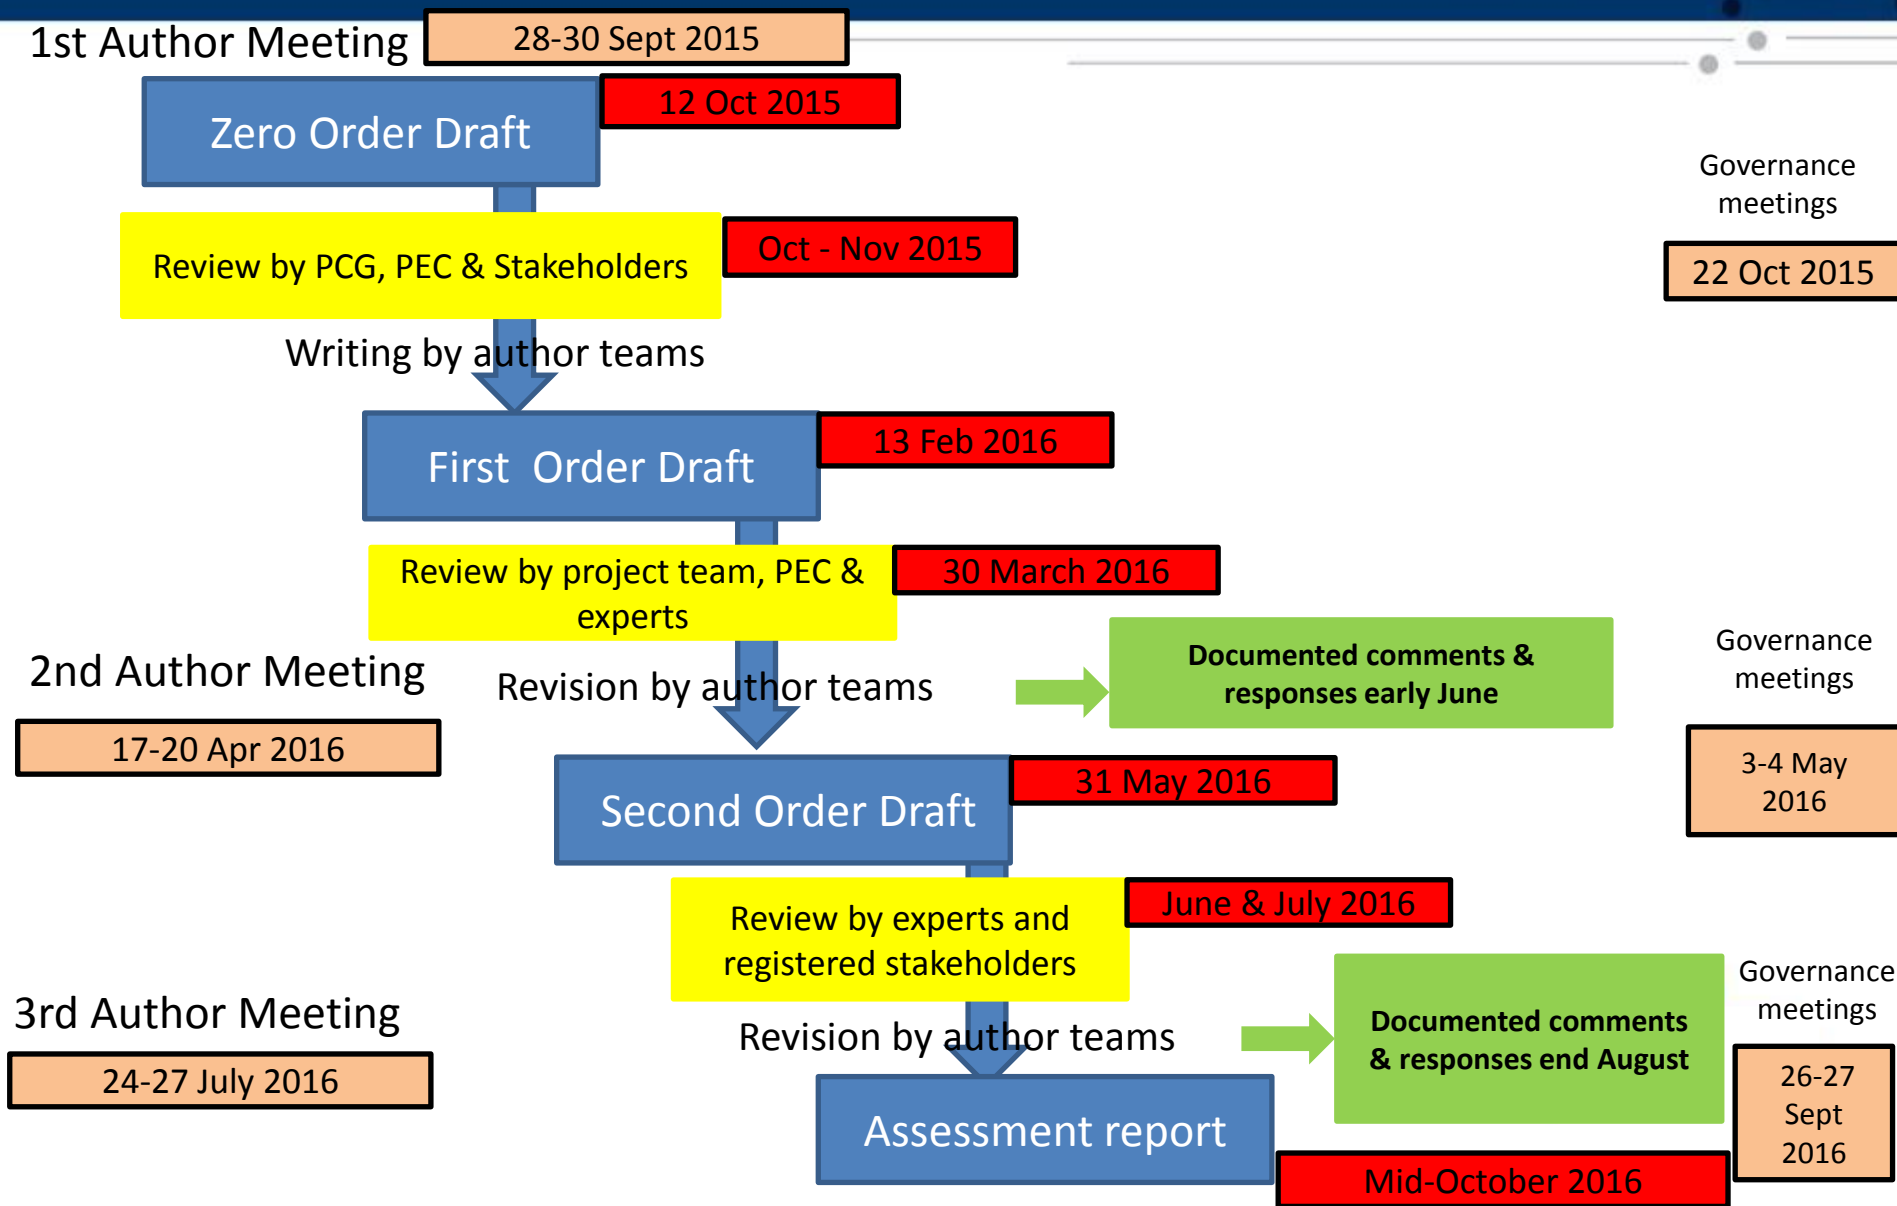 1st Author Meeting
28-30 Sept 2015
Zero Order Draft
12 Oct 2015
Governance
meetings
22 Oct 2015
Review by PCG, PEC & Stakeholders
Oct - Nov 2015
Writing by author teams
First  Order Draft
13 Feb 2016
Review by project team, PEC &
experts
30 March 2016
2nd Author Meeting
17-20 Apr 2016
Revision by author teams
Documented comments &
responses early June
Governance
meetings
3-4 May
2016
Second Order Draft
31 May 2016
Review by experts and
registered stakeholders
June & July 2016
3rd Author Meeting
24-27 July 2016
Revision by author teams
Documented comments
& responses end August
Governance
meetings
26-27
Sept
2016
Assessment report
Mid-October 2016